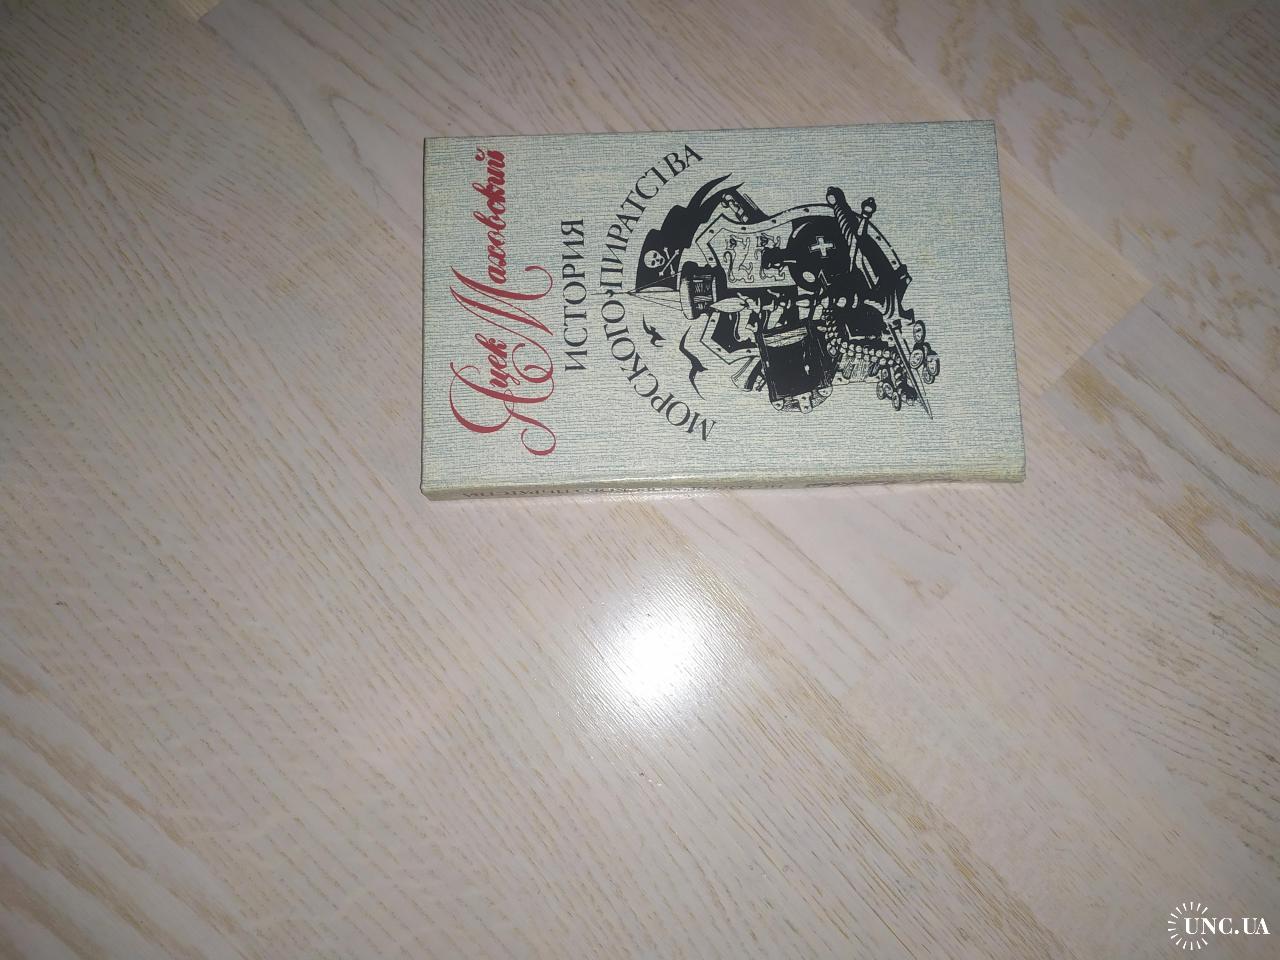 Яцек Маховский
ИСТОРИЯ
МОРСКОГО ПИРАТСТВА
UNC.UA